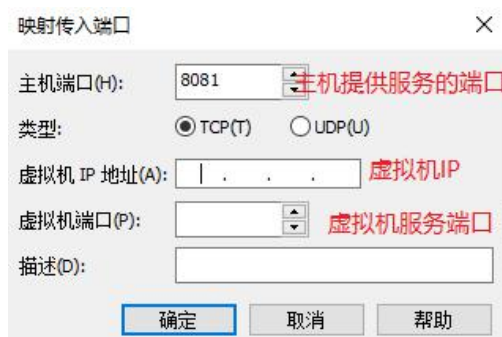 映射传入端口
主机端口(H): 8081 主机提供服务的端口
类型: TCP(T) UDP(U)
虚拟机 IP 地址(A): . . . 虚拟机IP
虚拟机端口(P): 虚拟机服务端口
描述(D):
确定 取消 帮助